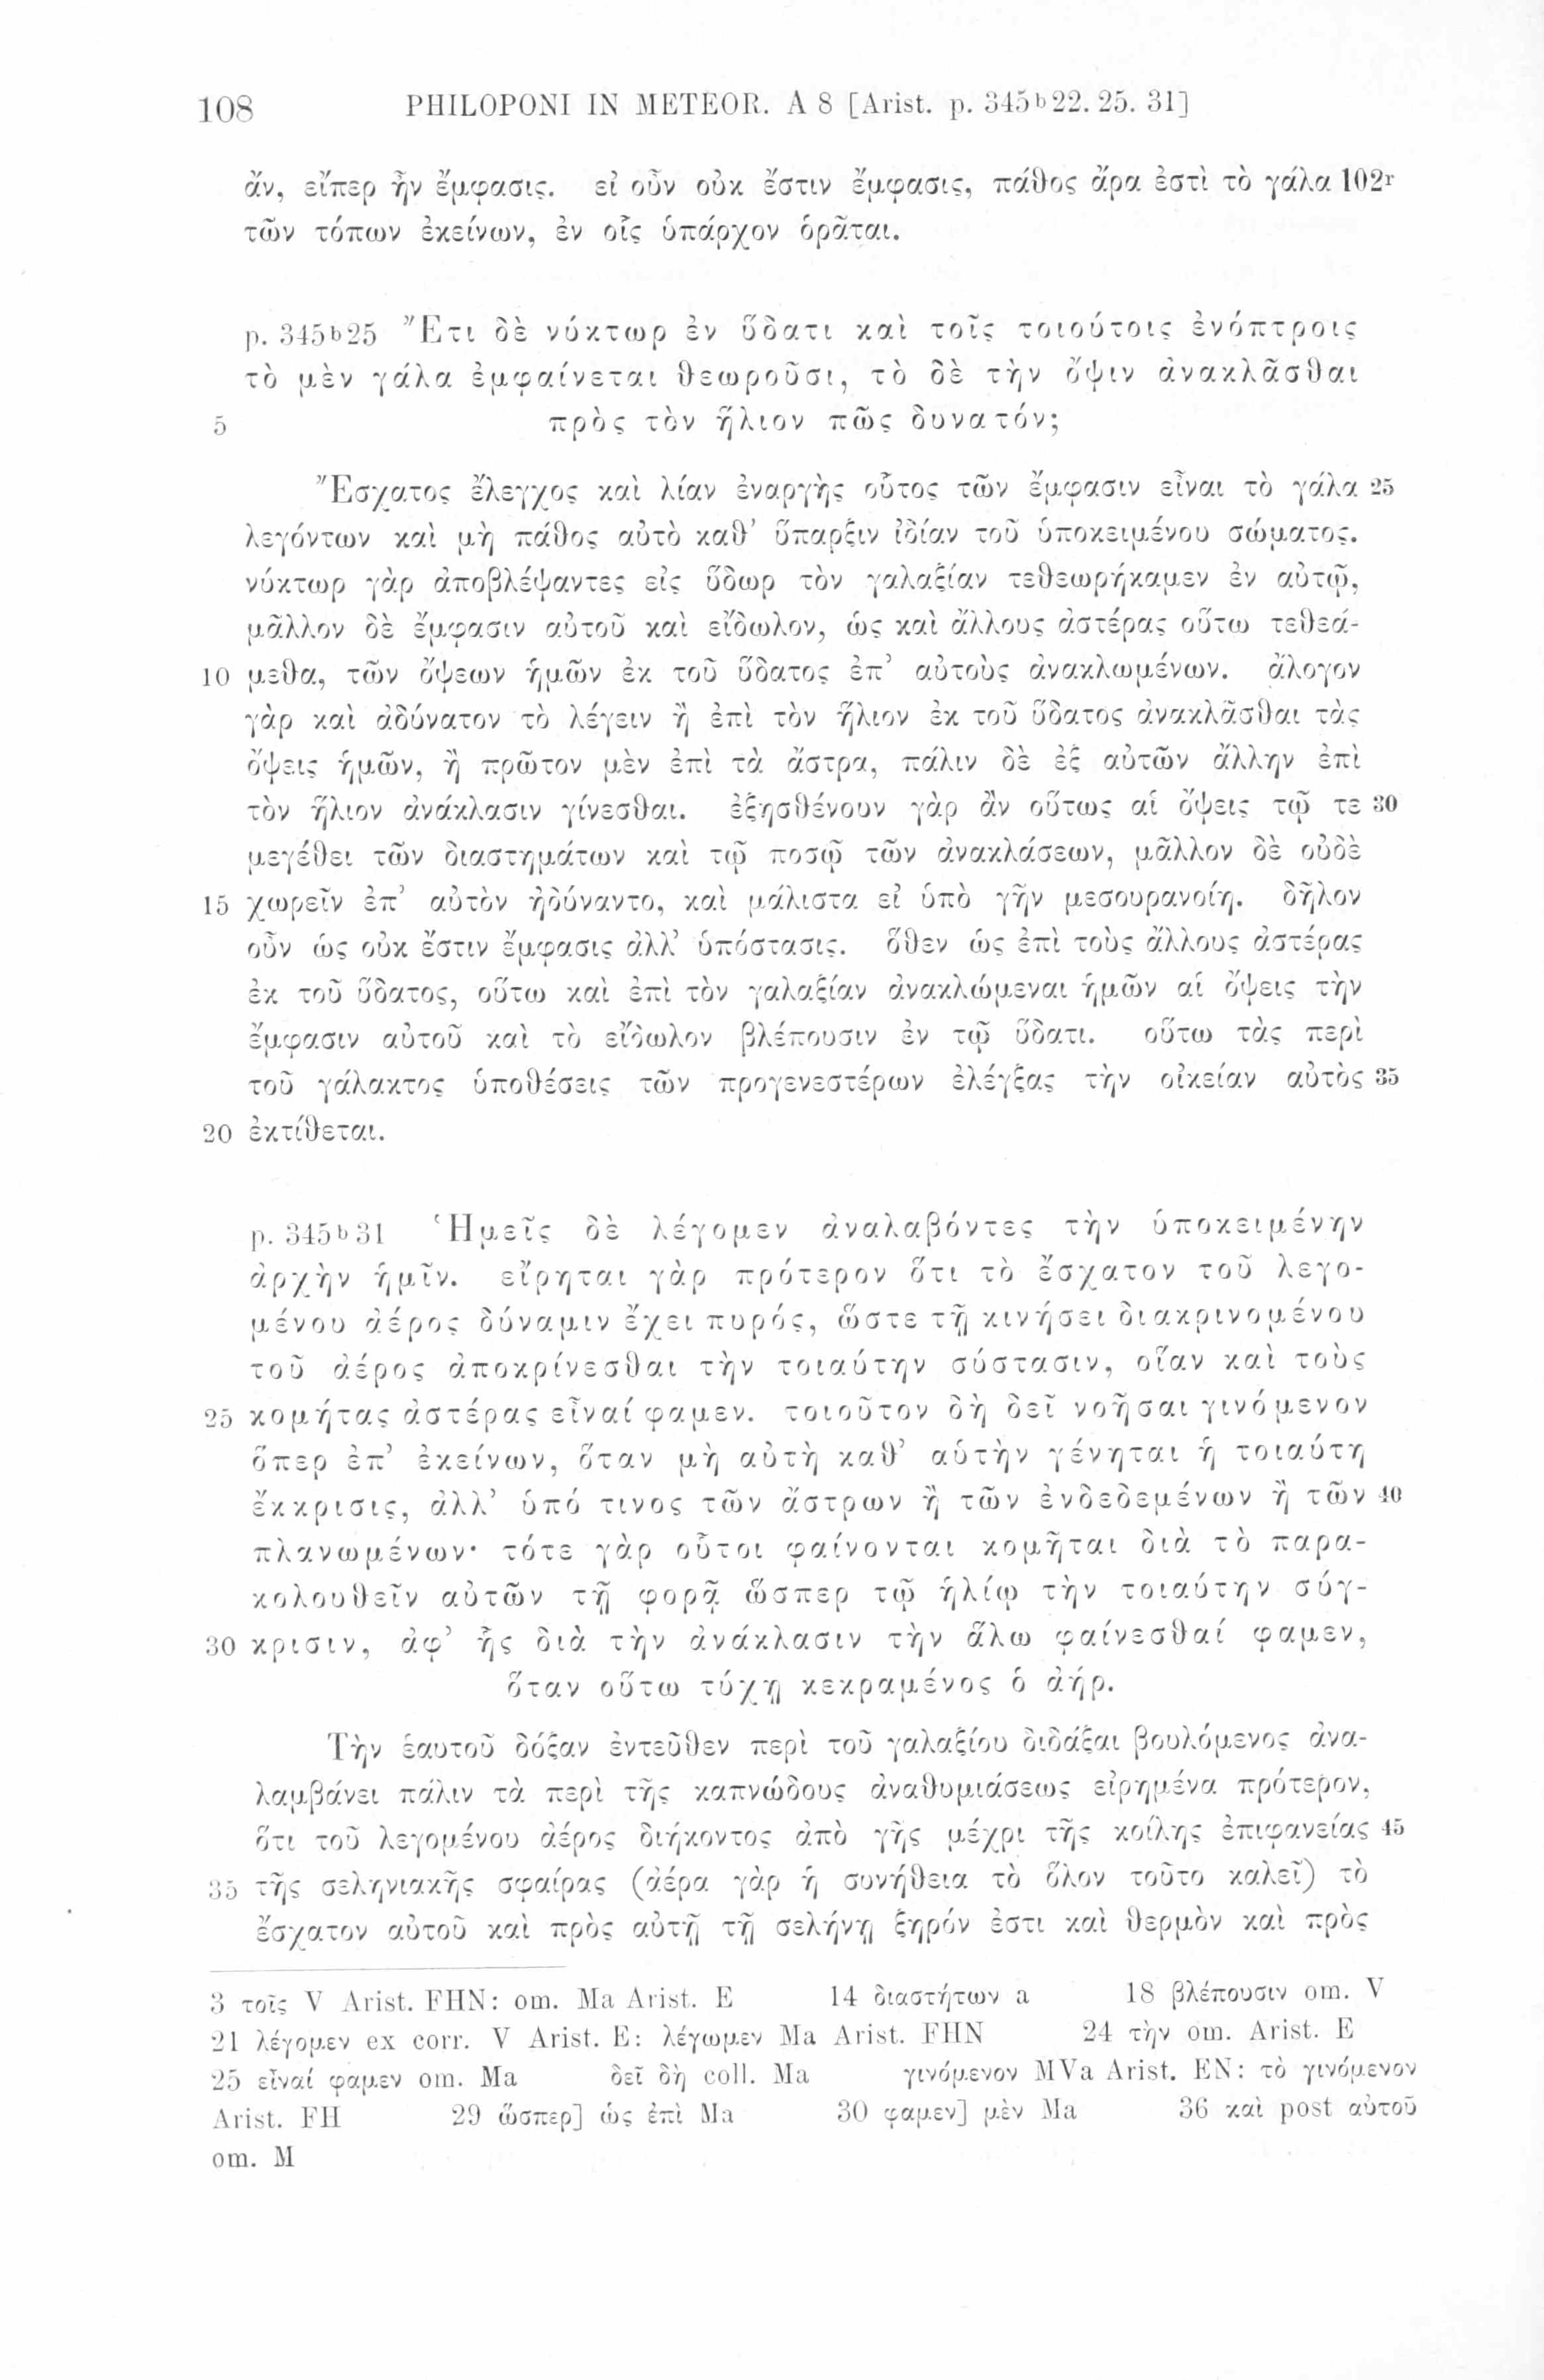 108 PHILOPONI IN METEOR. A 8 [Arist. p. 345b22. 25. 31]
ἄν, εἴπερ ἦν ἔμφασις. εἰ οὖν οὐκ ἔστιν ἔμφασις, πάθος ἄρα ἐστὶ τὸ γάλα 102r
τῶν τόπων ἐκείνων, ἐν οἷς ὑπάρχον ὁρᾶται.
p. 345b25 Ἔτι δὲ νύκτωρ ἐν ὕδατι καὶ τοῖς τοιούτοις ἐνόπτροις
τὸ μὲν γάλα ἐμφαίνεται θεωροῦσι, τὸ δὲ τὴν ὄψιν ἀνακλᾶσθαι
5 πρὸς τὸν ἥλιον πῶς δυνατόν;
Ἔσχατος ἔλεγχος καὶ λίαν ἐναργὴς οὗτος τῶν ἔμφασιν εἶναι τὸ γάλα 25
λεγόντων καὶ μὴ πάθος αὐτὸ καθ’ ὕπαρξιν ἰδίαν τοῦ ὑποκειμένου σώματος.
νύκτωρ γὰρ ἀποβλέψαντες εἰς ὕδωρ τὸν γαλαξίαν τεθεωρήκαμεν ἐν αὐτῷ,
μᾶλλον δὲ ἔμφασιν αὐτοῦ καὶ εἴδωλον, ὡς καὶ ἄλλους ἀστέρας οὕτω τεθεά-
10 μεθα, τῶν ὄψεων ἡμῶν ἐκ τοῦ ὕδατος ἐπ’ αὐτοὺς ἀνακλωμένων. ἄλογον
γὰρ καὶ ἀδύνατον τὸ λέγειν ἢ ἐπὶ τὸν ἥλιον ἐκ τοῦ ὕδατος ἀνακλᾶσθαι τὰς
ὄψεις ἡμῶν, ἢ πρῶτον μὲν ἐπὶ τὰ ἄστρα, πάλιν δὲ ἐξ αὐτῶν ἄλλην ἐπὶ
τὸν ἥλιον ἀνάκλασιν γίνεσθαι. ἐξησθένουν γὰρ ἂν οὕτως αἱ ὄψεις τῷ τε 30
μεγέθει τῶν διαστημάτων καὶ τῷ ποσῷ τῶν ἀνακλάσεων, μᾶλλον δὲ οὐδὲ
15 χωρεῖν ἐπ’ αὐτὸν ἠδύναντο, καὶ μάλιστα εἰ ὑπὸ γῆν μεσουρανοίη. δῆλον
οὖν ὡς οὐκ ἔστιν ἔμφασις ἀλλ’ ὑπόστασις. ὅθεν ὡς ἐπὶ τοὺς ἄλλους ἀστέρας
ἐκ τοῦ ὕδατος, οὕτω καὶ ἐπὶ τὸν γαλαξίαν ἀνακλώμεναι ἡμῶν αἱ ὄψεις τὴν
ἔμφασιν αὐτοῦ καὶ τὸ εἴδωλον βλέπουσιν ἐν τῷ ὕδατι. οὕτω τὰς περὶ
τοῦ γάλακτος ὑποθέσεις τῶν προγενεστέρων ἐλέγξας τὴν οἰκείαν αὐτὸς 35
20 ἐκτίθεται.
p. 345b31 Ἡμεῖς δὲ λέγομεν ἀναλαβόντες τὴν ὑποκειμένην
ἀρχὴν ἡμῖν. εἴρηται γὰρ πρότερον ὅτι τὸ ἔσχατον τοῦ λεγο-
μένου ἀέρος δύναμιν ἔχει πυρός, ὥστε τῇ κινήσει διακρινομένου
τοῦ ἀέρος ἀποκρίνεσθαι τὴν τοιαύτην σύστασιν, οἵαν καὶ τοὺς
25 κομήτας ἀστέρας εἶναί φαμεν. τοιοῦτον δὴ δεῖ νοῆσαι γινόμενον
ὅπερ ἐπ’ ἐκείνων, ὅταν μὴ αὐτὴ καθ’ αὑτὴν γένηται ἡ τοιαύτη
ἔκκρισις, ἀλλ’ ὑπό τινος τῶν ἄστρων ἢ τῶν ἐνδεδεμένων ἢ τῶν 40
πλανωμένων· τότε γὰρ οὗτοι φαίνονται κομῆται διὰ τὸ παρα-
κολουθεῖν αὐτῶν τῇ φορᾷ ὥσπερ τῷ ἡλίῳ τὴν τοιαύτην σύγ-
30 κρισιν, ἀφ’ ἧς διὰ τὴν ἀνάκλασιν τὴν ἅλω φαίνεσθαί φαμεν,
ὅταν οὕτω τύχῃ κεκραμένος ὁ ἀήρ.
Τὴν ἑαυτοῦ δόξαν ἐντεῦθεν περὶ τοῦ γαλαξίου διδάξαι βουλόμενος ἀνα-
λαμβάνει πάλιν τὰ περὶ τῆς καπνώδους ἀναθυμιάσεως εἰρημένα πρότερον,
ὅτι τοῦ λεγομένου ἀέρος διήκοντος ἀπὸ γῆς μέχρι τῆς κοίλης ἐπιφανείας 45
35 τῆς σεληνιακῆς σφαίρας (ἀέρα γὰρ ἡ συνήθεια τὸ ὅλον τοῦτο καλεῖ) τὸ
ἔσχατον αὐτοῦ καὶ πρὸς αὐτῇ τῇ σελήνῃ ξηρόν ἐστι καὶ θερμὸν καὶ πρὸς
3 τοῖς V Arist. FHN: om. Ma Arist. E 14 διαστήτων a 18 βλέπουσιν om. V
21 λέγομεν ex corr. V Arist. E: λέγωμεν Ma Arist. FHN 24 τὴν om. Arist. E
25 εἶναί φαμεν om. Ma δεῖ δὴ coll. Ma γινόμενον MVa Arist. EN: τὸ γινόμενον
Arist. FH 29 ὥσπερ] ὡς ἐπὶ Ma 30 φαμεν] μὲν Ma 36 καὶ post αὐτοῦ
om. M